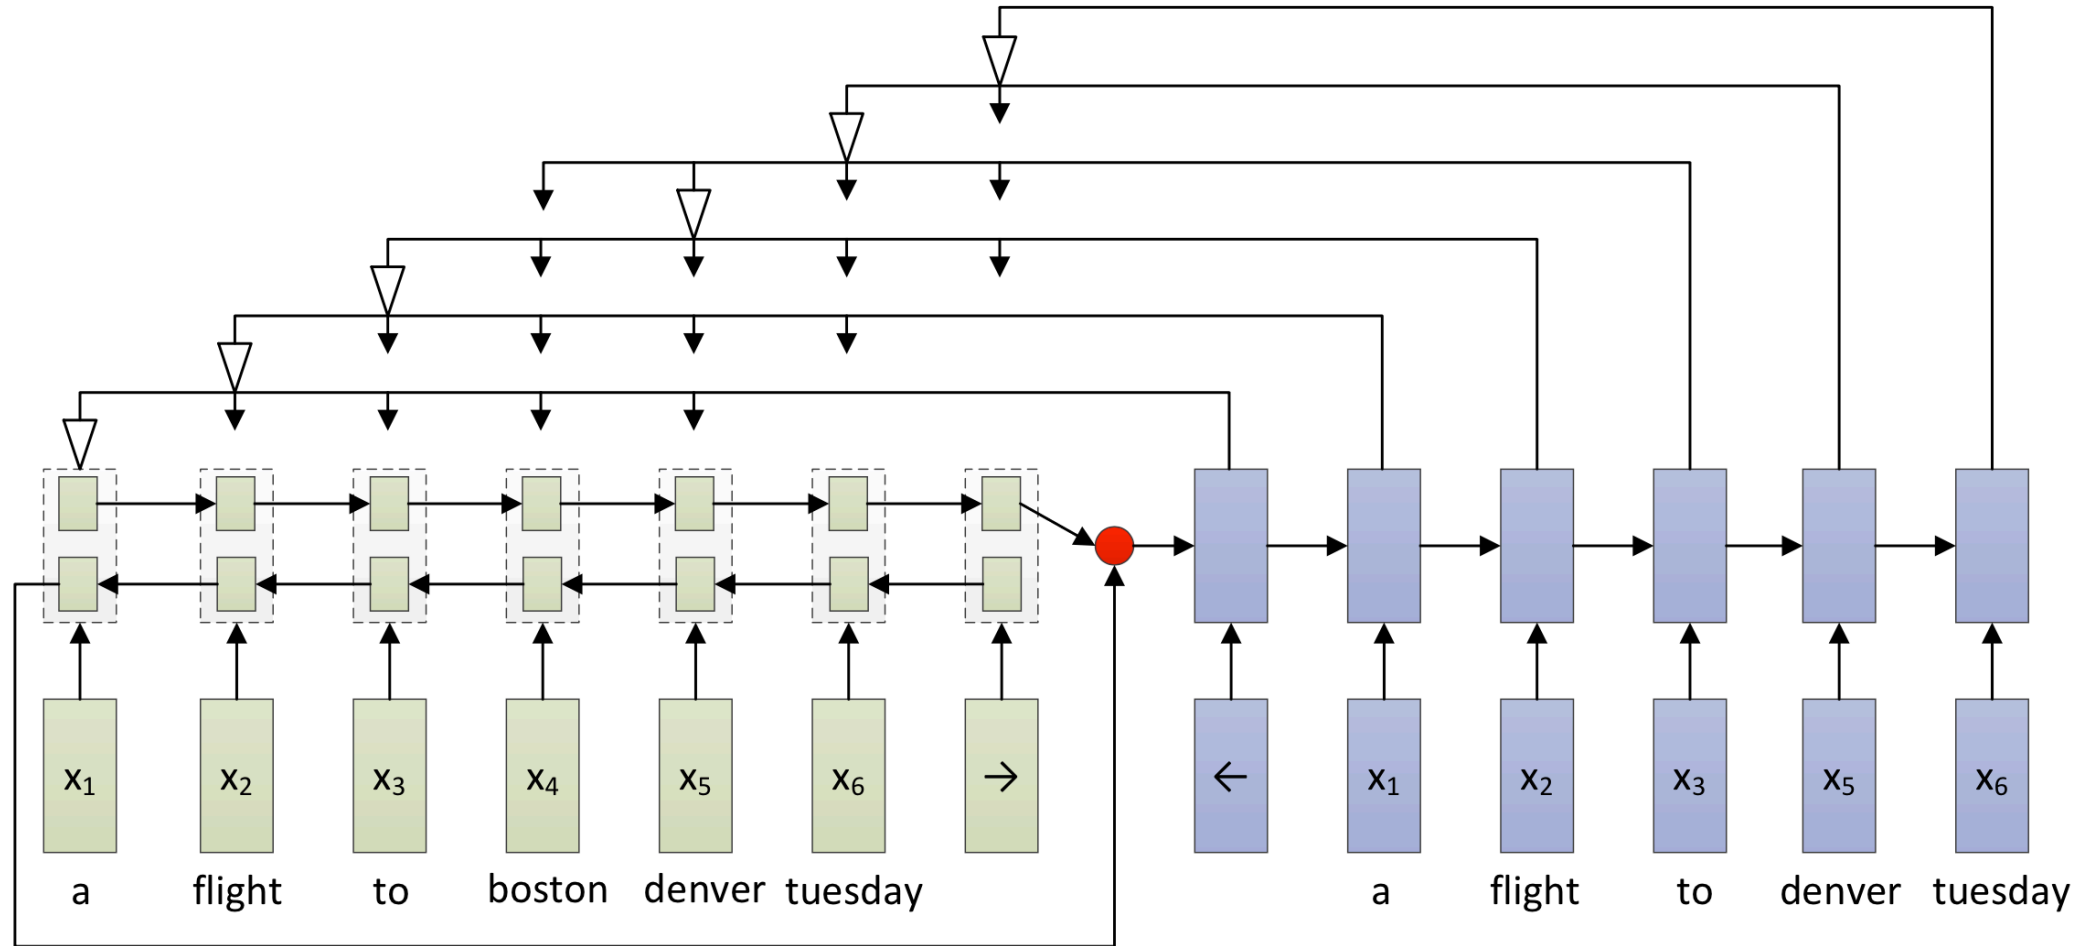 x₁ x₂ x₃ x₄ x₅ x₆ → ← x₁ x₂ x₃ x₅ x₆
a flight to boston denver tuesday a flight to denver tuesday